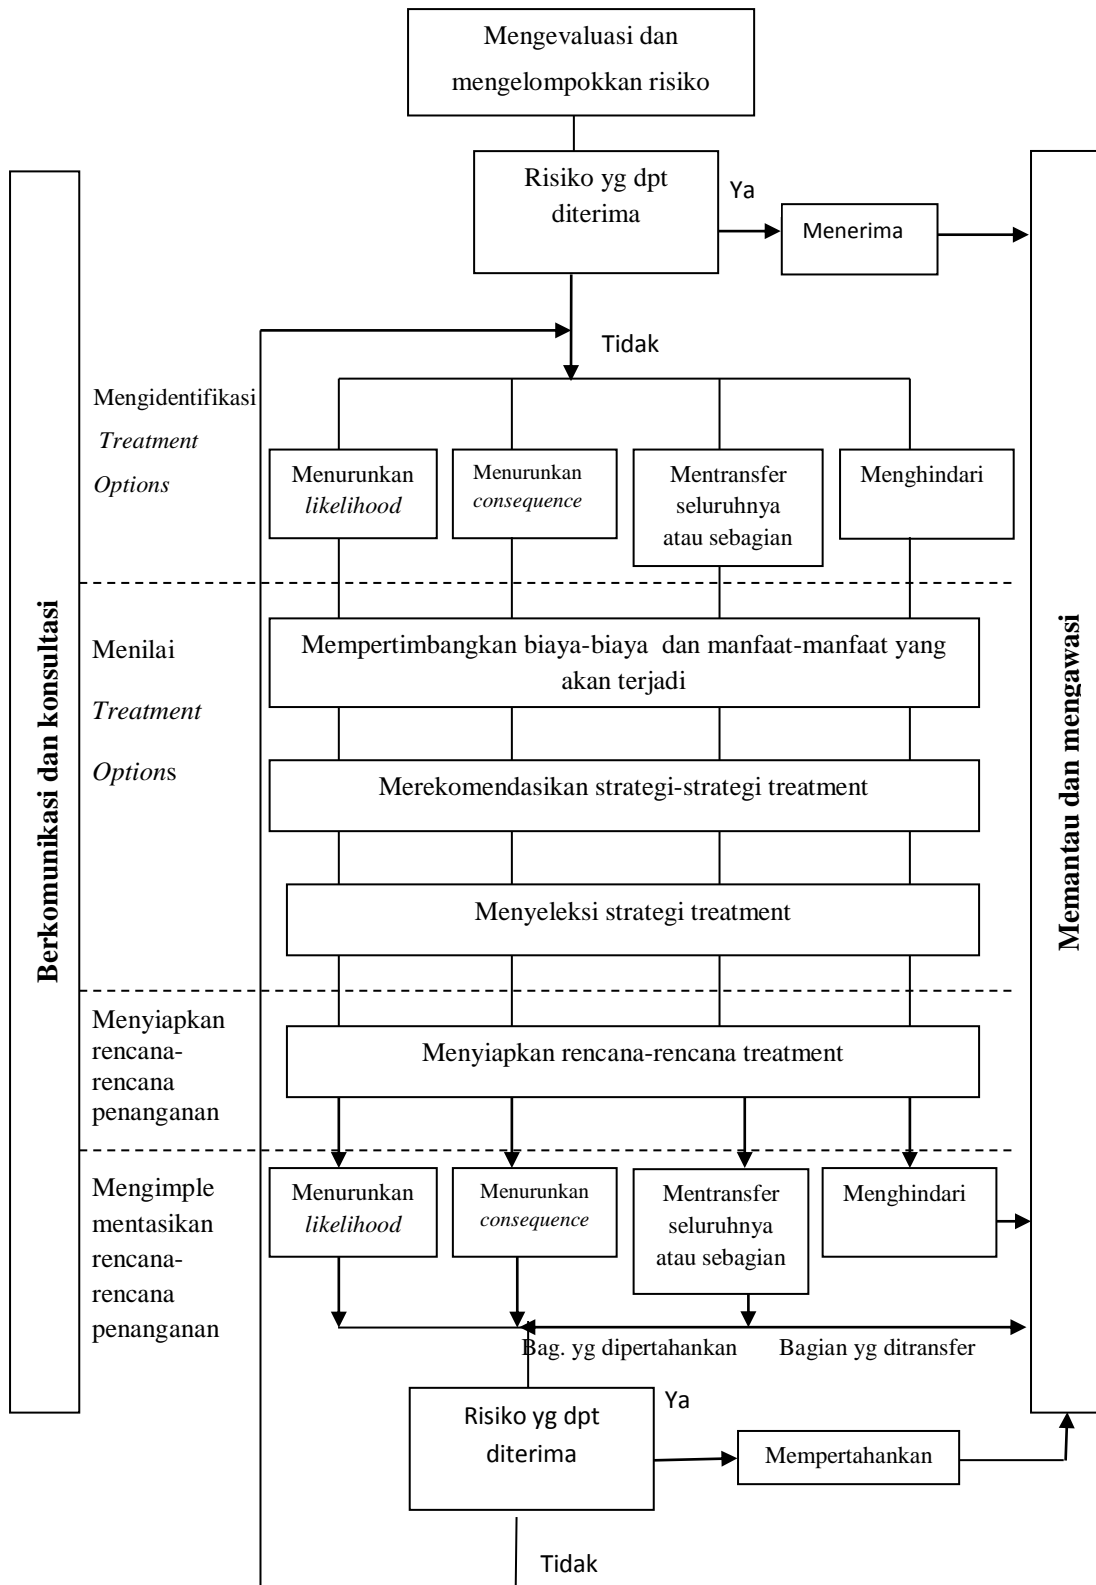 Mengevaluasi dan
mengelompokkan risiko
Risiko yg dpt
diterima
Ya
Menerima
Tidak
Berkomunikasi dan konsultasi
Memantau dan mengawasi
Mengidentifikasi
Treatment
Options
Menurunkan
likelihood
Menurunkan
consequence
Mentransfer
seluruhnya
atau sebagian
Menghindari
Menilai
Treatment
Options
Mempertimbangkan biaya-biaya dan manfaat-manfaat yang
akan terjadi
Merekomendasikan strategi-strategi treatment
Menyeleksi strategi treatment
Menyiapkan
rencana-
rencana
penanganan
Menyiapkan rencana-rencana treatment
Mengimple
mentasikan
rencana-
rencana
penanganan
Menurunkan
likelihood
Menurunkan
consequence
Mentransfer
seluruhnya
atau sebagian
Menghindari
Bag. yg dipertahankan
Bagian yg ditransfer
Risiko yg dpt
diterima
Ya
Mempertahankan
Tidak